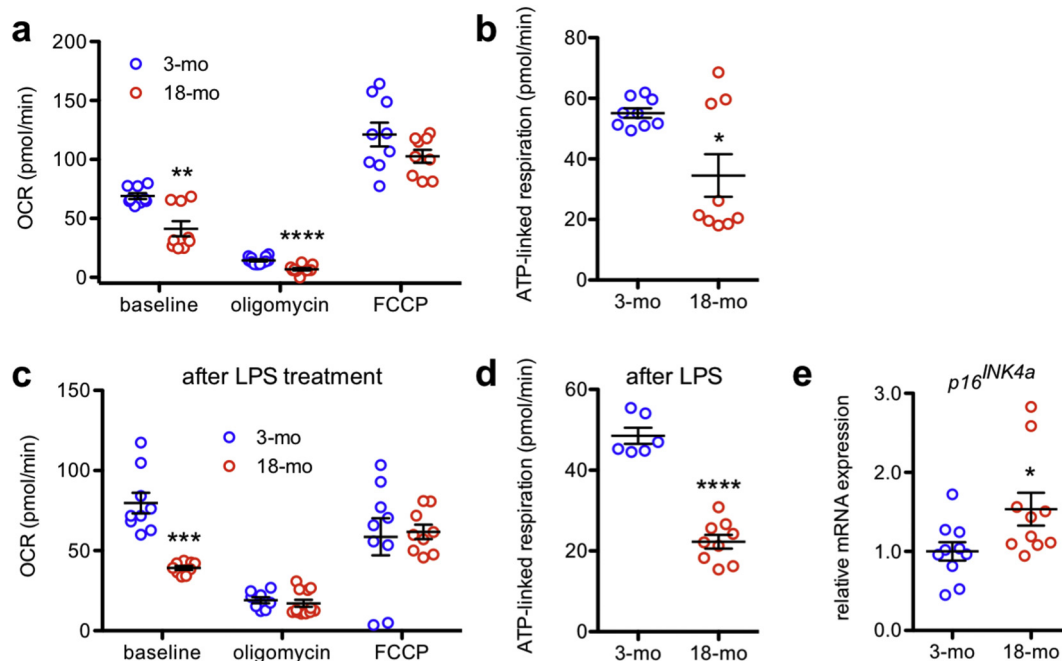 a
OCR (pmol/min)
200
150
100
50
0
3-mo
18-mo
**
****
baseline
oligomycin
FCCP
b
ATP-linked respiration (pmol/min)
80
60
40
20
0
*
3-mo
18-mo
c
after LPS treatment
OCR (pmol/min)
150
100
50
0
3-mo
18-mo
***
baseline
oligomycin
FCCP
d
after LPS
ATP-linked respiration (pmol/min)
60
40
20
0
****
3-mo
18-mo
e
p16INK4a
relative mRNA expression
3.0
2.0
1.0
0.0
*
3-mo
18-mo